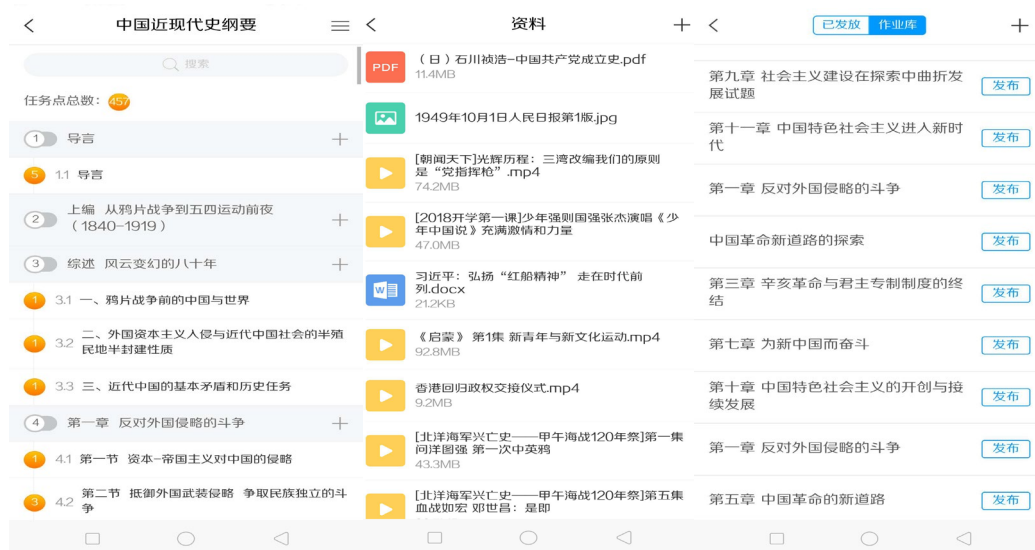 中国近现代史纲要
搜索
任务点总数: 457
1 导言
5 1.1 导言
2 上编 从鸦片战争到五四运动前夜
(1840-1919)
3 综述 风云变幻的八十年
1 3.1 一、鸦片战争前的中国与世界
1 3.2 二、外国资本主义入侵与近代中国社会的半殖
民地半封建性质
1 3.3 三、近代中国的基本矛盾和历史任务
4 第一章 反对外国侵略的斗争
1 4.1 第一节 资本-帝国主义对中国的侵略
3 4.2 第二节 抵御外国武装侵略 争取民族独立的斗
争
资料
PDF
(日)石川祯浩-中国共产党成立史.pdf
11.4MB
1949年10月1日人民日报第1版.jpg
[朝闻天下]光辉历程:三湾改编我们的原则
是“党指挥枪”.mp4
74.2MB
[2018开学第一课]少年强则国强张杰演唱《少
年中国说》充满激情和力量
47.0MB
W
习近平:弘扬“红船精神” 走在时代前
列.docx
21.2KB
《启蒙》 第1集 新青年与新文化运动.mp4
92.8MB
香港回归政权交接仪式.mp4
9.2MB
[北洋海军兴亡史——甲午海战120年祭]第一集
问洋图强 第一次中英鸦
43.3MB
[北洋海军兴亡史——甲午海战120年祭]第五集
血战如宏 邓世昌:是即
已发放 作业库
第九章 社会主义建设在探索中曲折发
展试题
发布
第十一章 中国特色社会主义进入新时
代
发布
第一章 反对外国侵略的斗争
发布
中国革命新道路的探索
发布
第三章 辛亥革命与君主专制制度的终
结
发布
第七章 为新中国而奋斗
发布
第十章 中国特色社会主义的开创与接
续发展
发布
第一章 反对外国侵略的斗争
发布
第五章 中国革命的新道路
发布